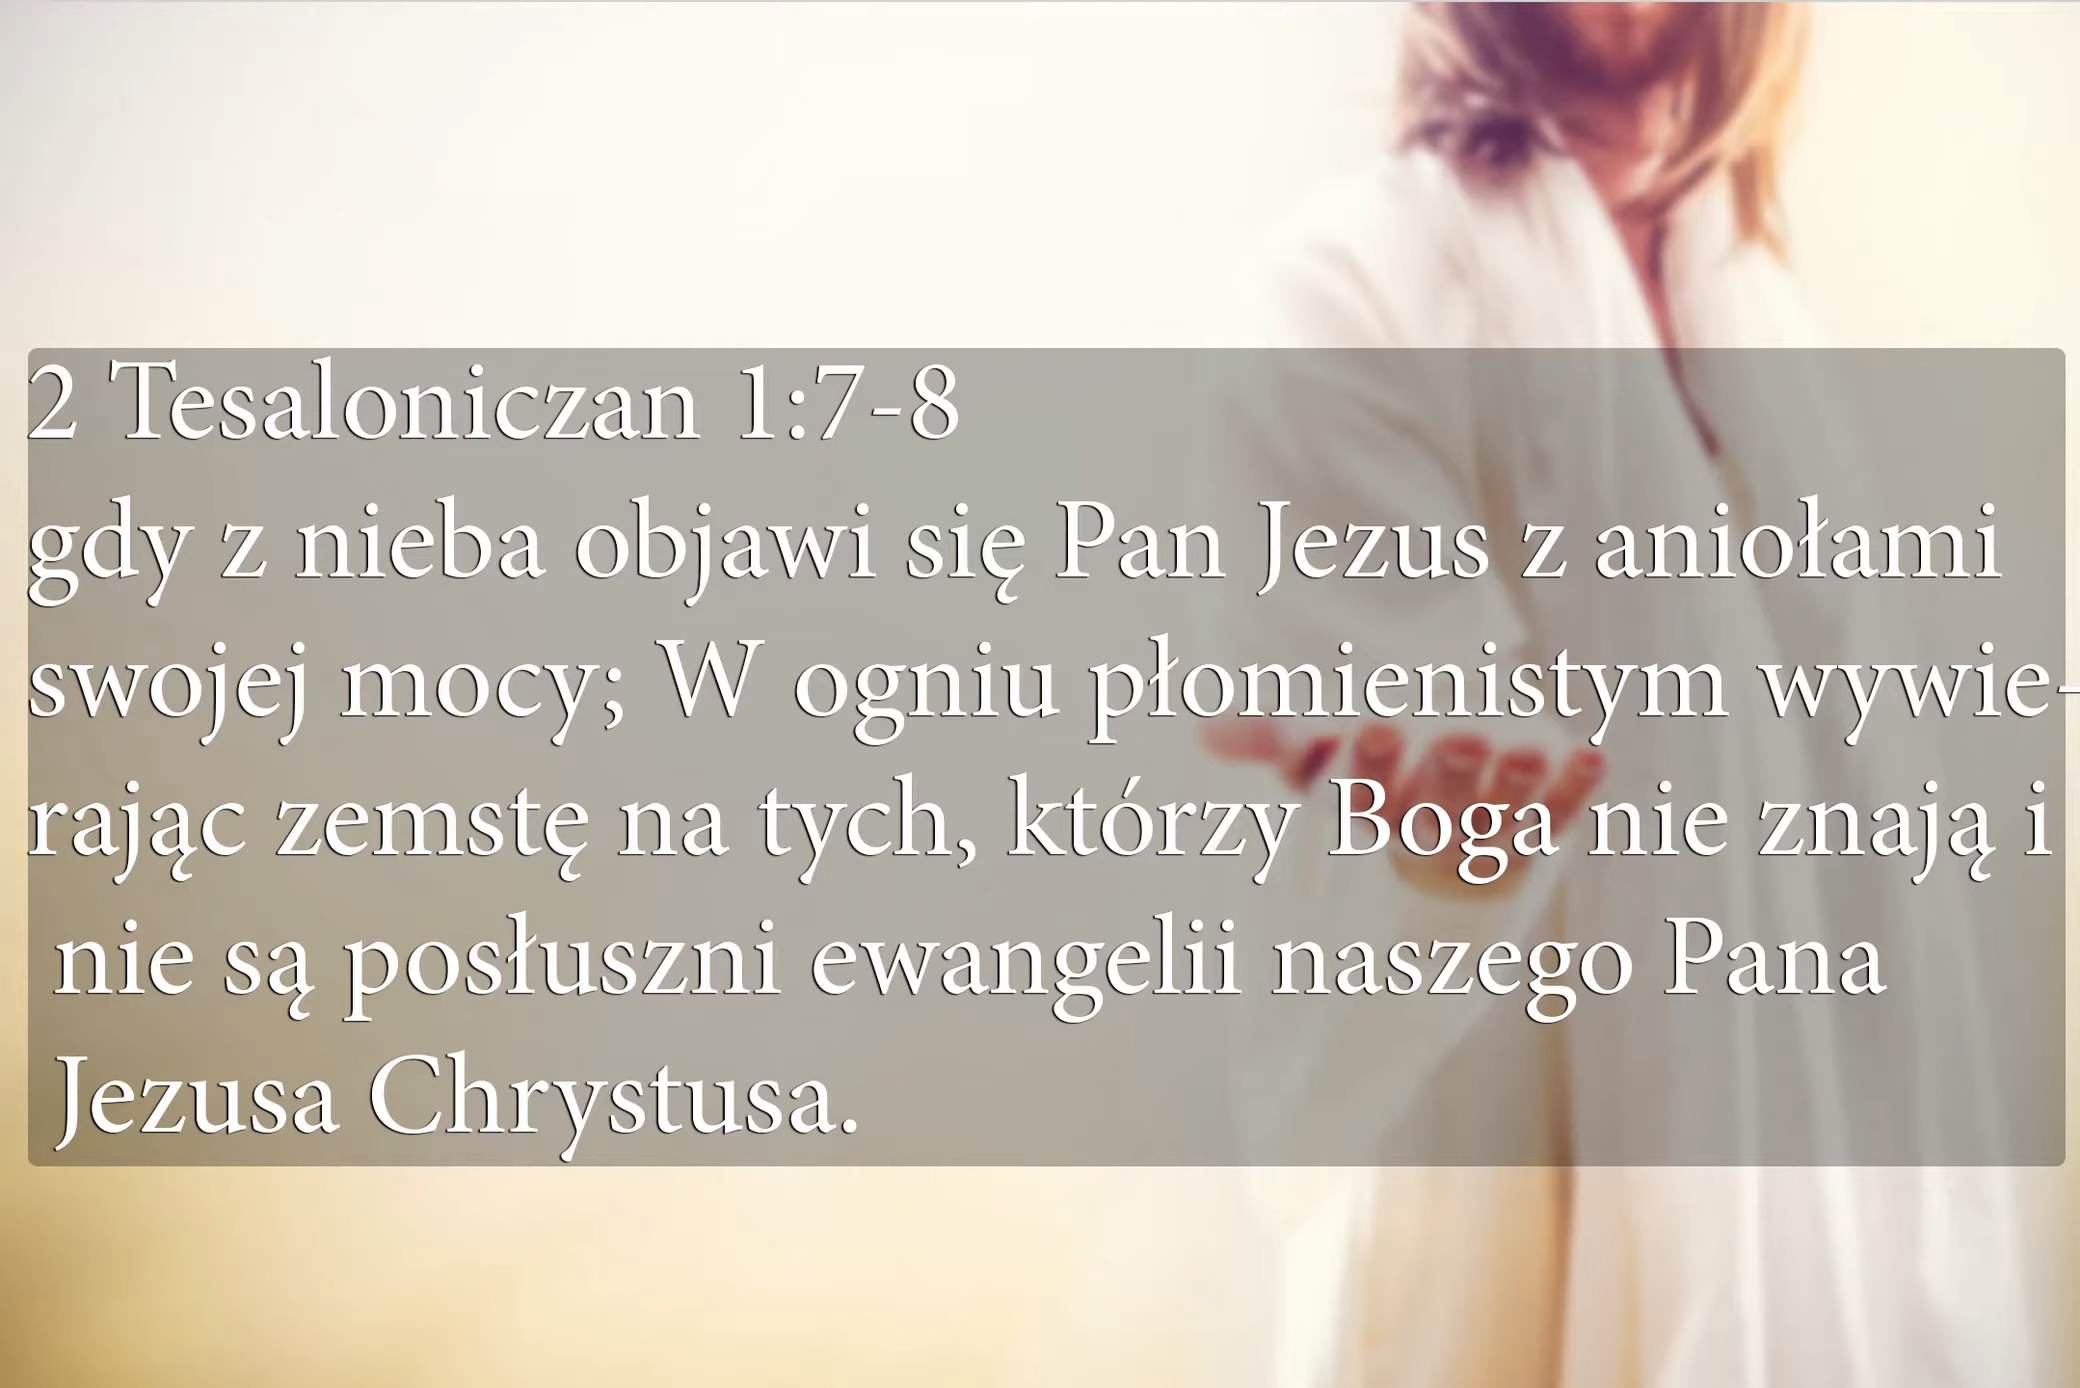 2 Tesaloniczan 1:7-8
gdy z nieba objawi się Pan Jezus z aniołami
swojej mocy; W ogniu płomienistym wywie-
rając zemstę na tych, którzy Boga nie znają i
nie są posłuszni ewangelii naszego Pana
Jezusa Chrystusa.